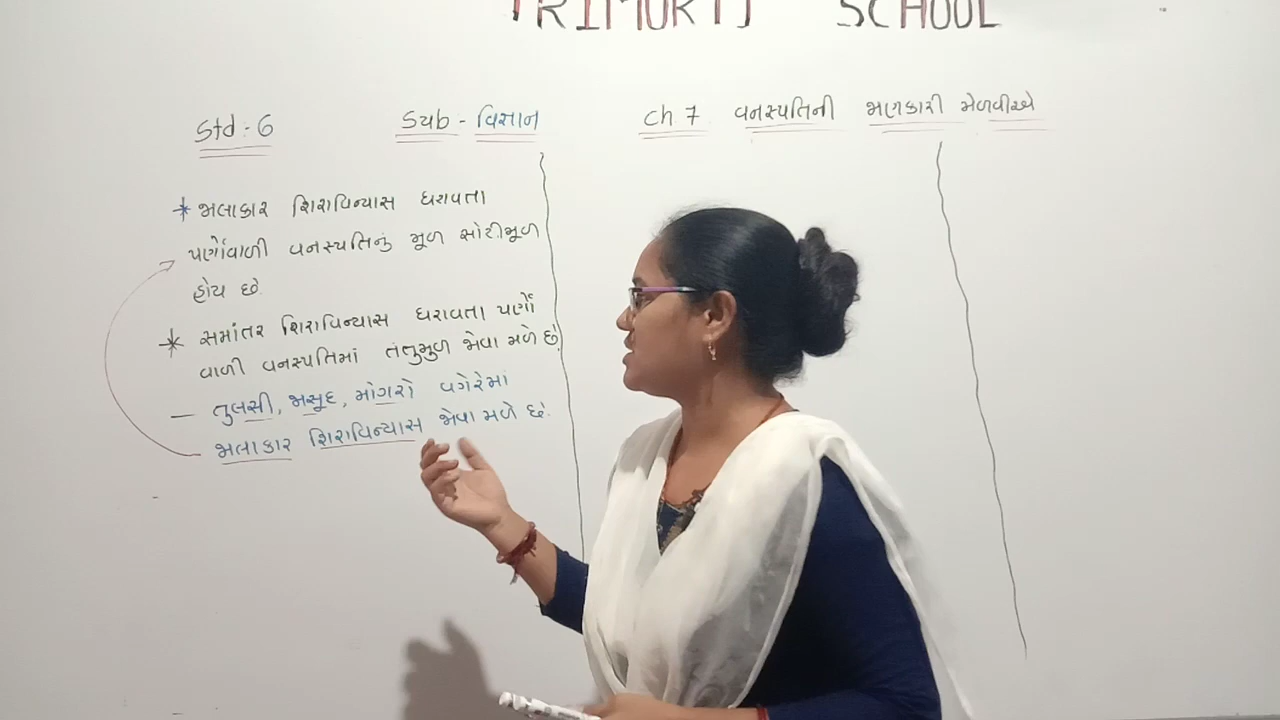 TRIMURTI SCHOOL
Std - 6 Sub - વિજ્ઞાન Ch 7 વનસ્પતિની જાણકારી મેળવીએ
* જાલાકાર શિરાવિન્યાસ ધરાવતા
પર્ણોવાળી વનસ્પતિનું મૂળ સોટીમૂળ
હોય છે.
* સમાંતર શિરાવિન્યાસ ધરાવતા પર્ણો
વાળી વનસ્પતિમાં તંતુમુળ જોવા મળે છે.
– તુલસી, જાસૂદ, મોગરો વગેરેમાં
જાલાકાર શિરાવિન્યાસ જોવા મળે છે.